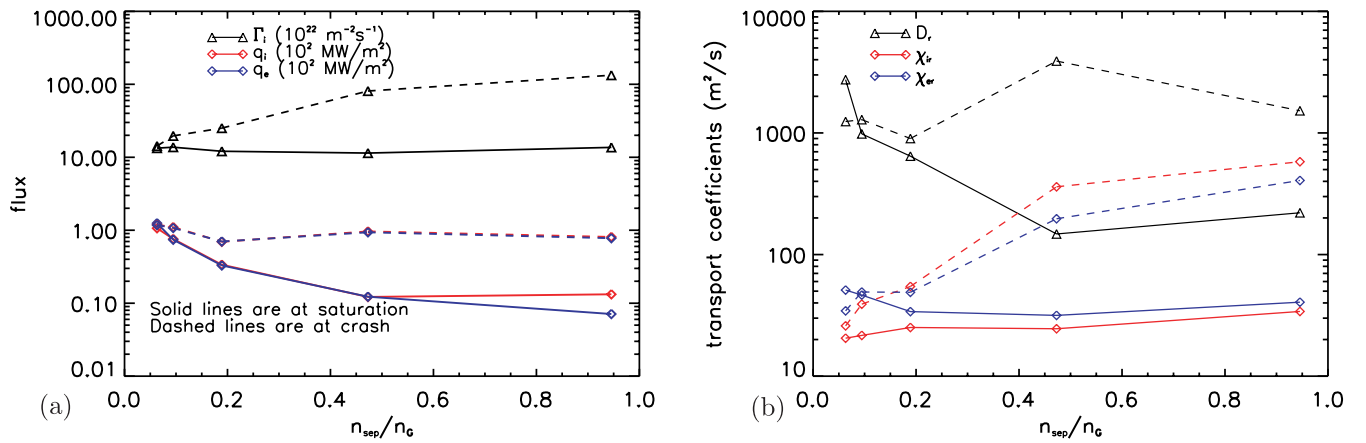 Γi (10²² m⁻²s⁻¹)
qi (10² MW/m²)
qe (10² MW/m²)
100.00
10.00
1.00
0.10
0.01
flux
Solid lines are at saturation
Dashed lines are at crash
0.0 0.2 0.4 0.6 0.8 1.0
nsep/nG
(a)
Dr
χir
χer
10000
1000
100
10
transport coefficients (m²/s)
0.0 0.2 0.4 0.6 0.8 1.0
nsep/nG
(b)